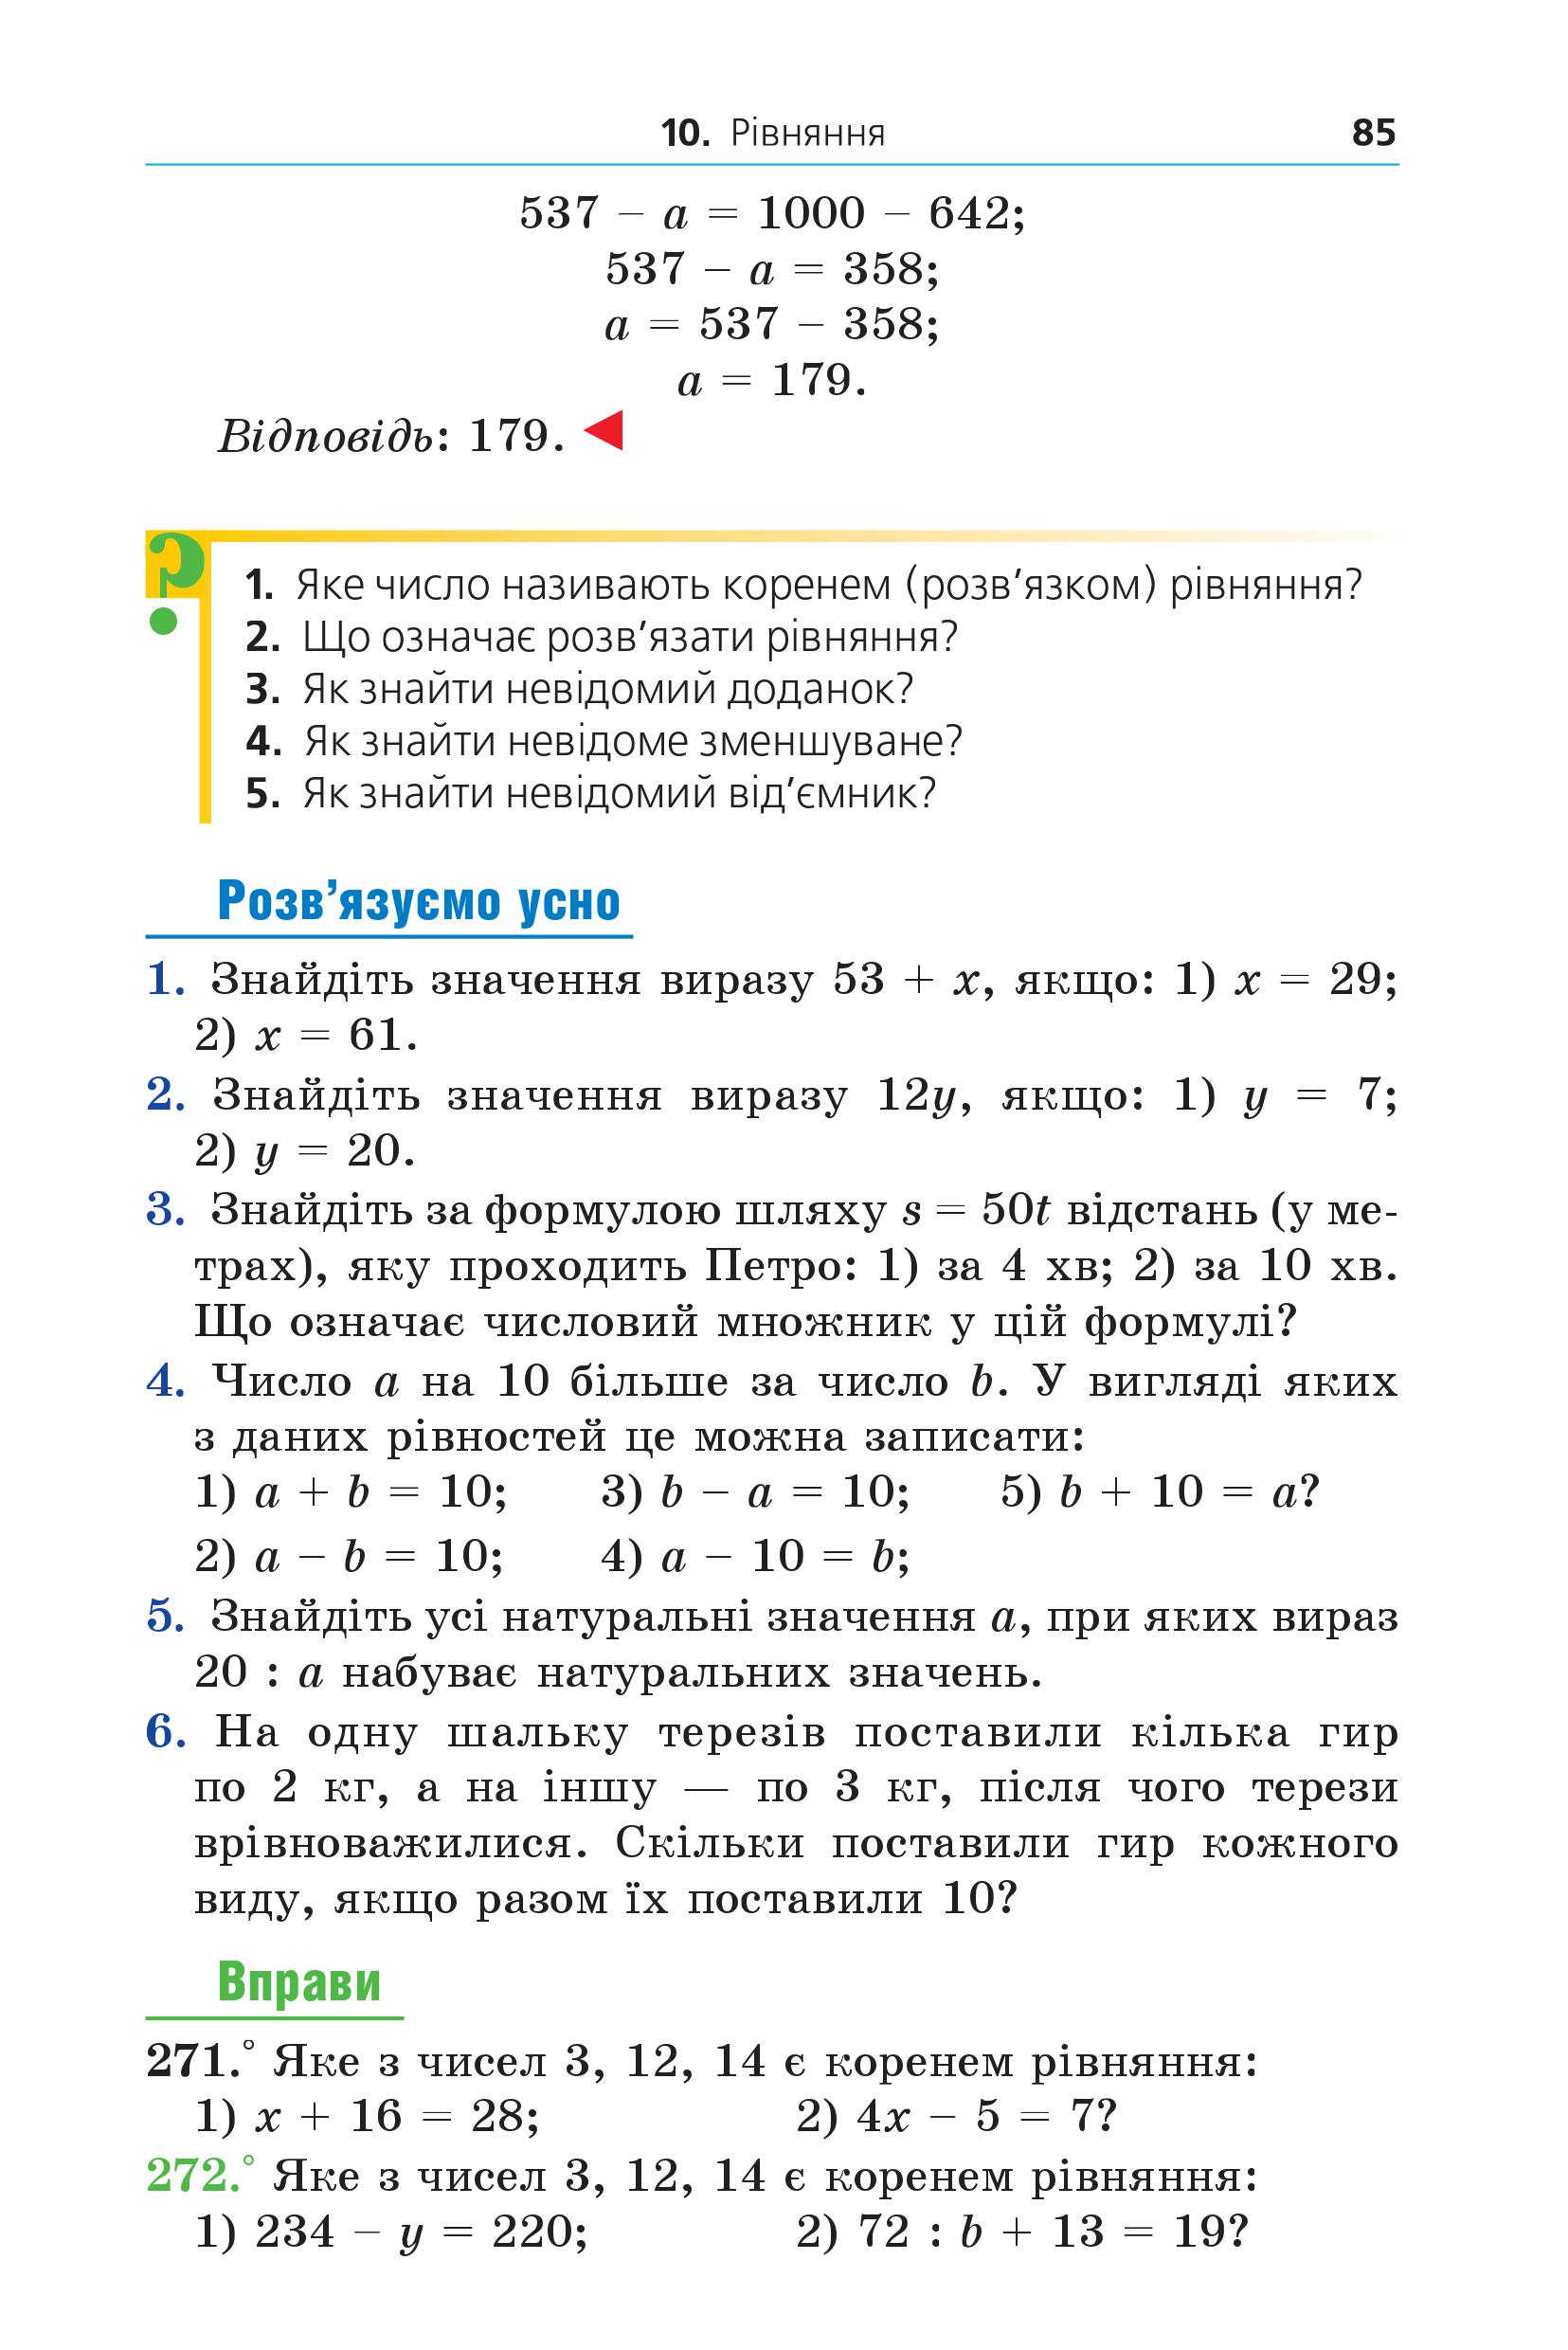 10. Рівняння 85
537 – a = 1000 – 642;
537 – a = 358;
a = 537 – 358;
a = 179.
Відповідь: 179.
?
1. Яке число називають коренем (розв’язком) рівняння?
2. Що означає розв’язати рівняння?
3. Як знайти невідомий доданок?
4. Як знайти невідоме зменшуване?
5. Як знайти невідомий від’ємник?
Розв’язуємо усно
1. Знайдіть значення виразу 53 + x, якщо: 1) x = 29;
2) x = 61.
2. Знайдіть значення виразу 12y, якщо: 1) y = 7;
2) y = 20.
3. Знайдіть за формулою шляху s = 50t відстань (у ме-
трах), яку проходить Петро: 1) за 4 хв; 2) за 10 хв.
Що означає числовий множник у цій формулі?
4. Число a на 10 більше за число b. У вигляді яких
з даних рівностей це можна записати:
1) a + b = 10; 3) b – a = 10; 5) b + 10 = a?
2) a – b = 10; 4) a – 10 = b;
5. Знайдіть усі натуральні значення a, при яких вираз
20 : a набуває натуральних значень.
6. На одну шальку терезів поставили кілька гир
по 2 кг, а на іншу — по 3 кг, після чого терези
врівноважилися. Скільки поставили гир кожного
виду, якщо разом їх поставили 10?
Вправи
271.° Яке з чисел 3, 12, 14 є коренем рівняння:
1) x + 16 = 28; 2) 4x – 5 = 7?
272.° Яке з чисел 3, 12, 14 є коренем рівняння:
1) 234 – y = 220; 2) 72 : b + 13 = 19?